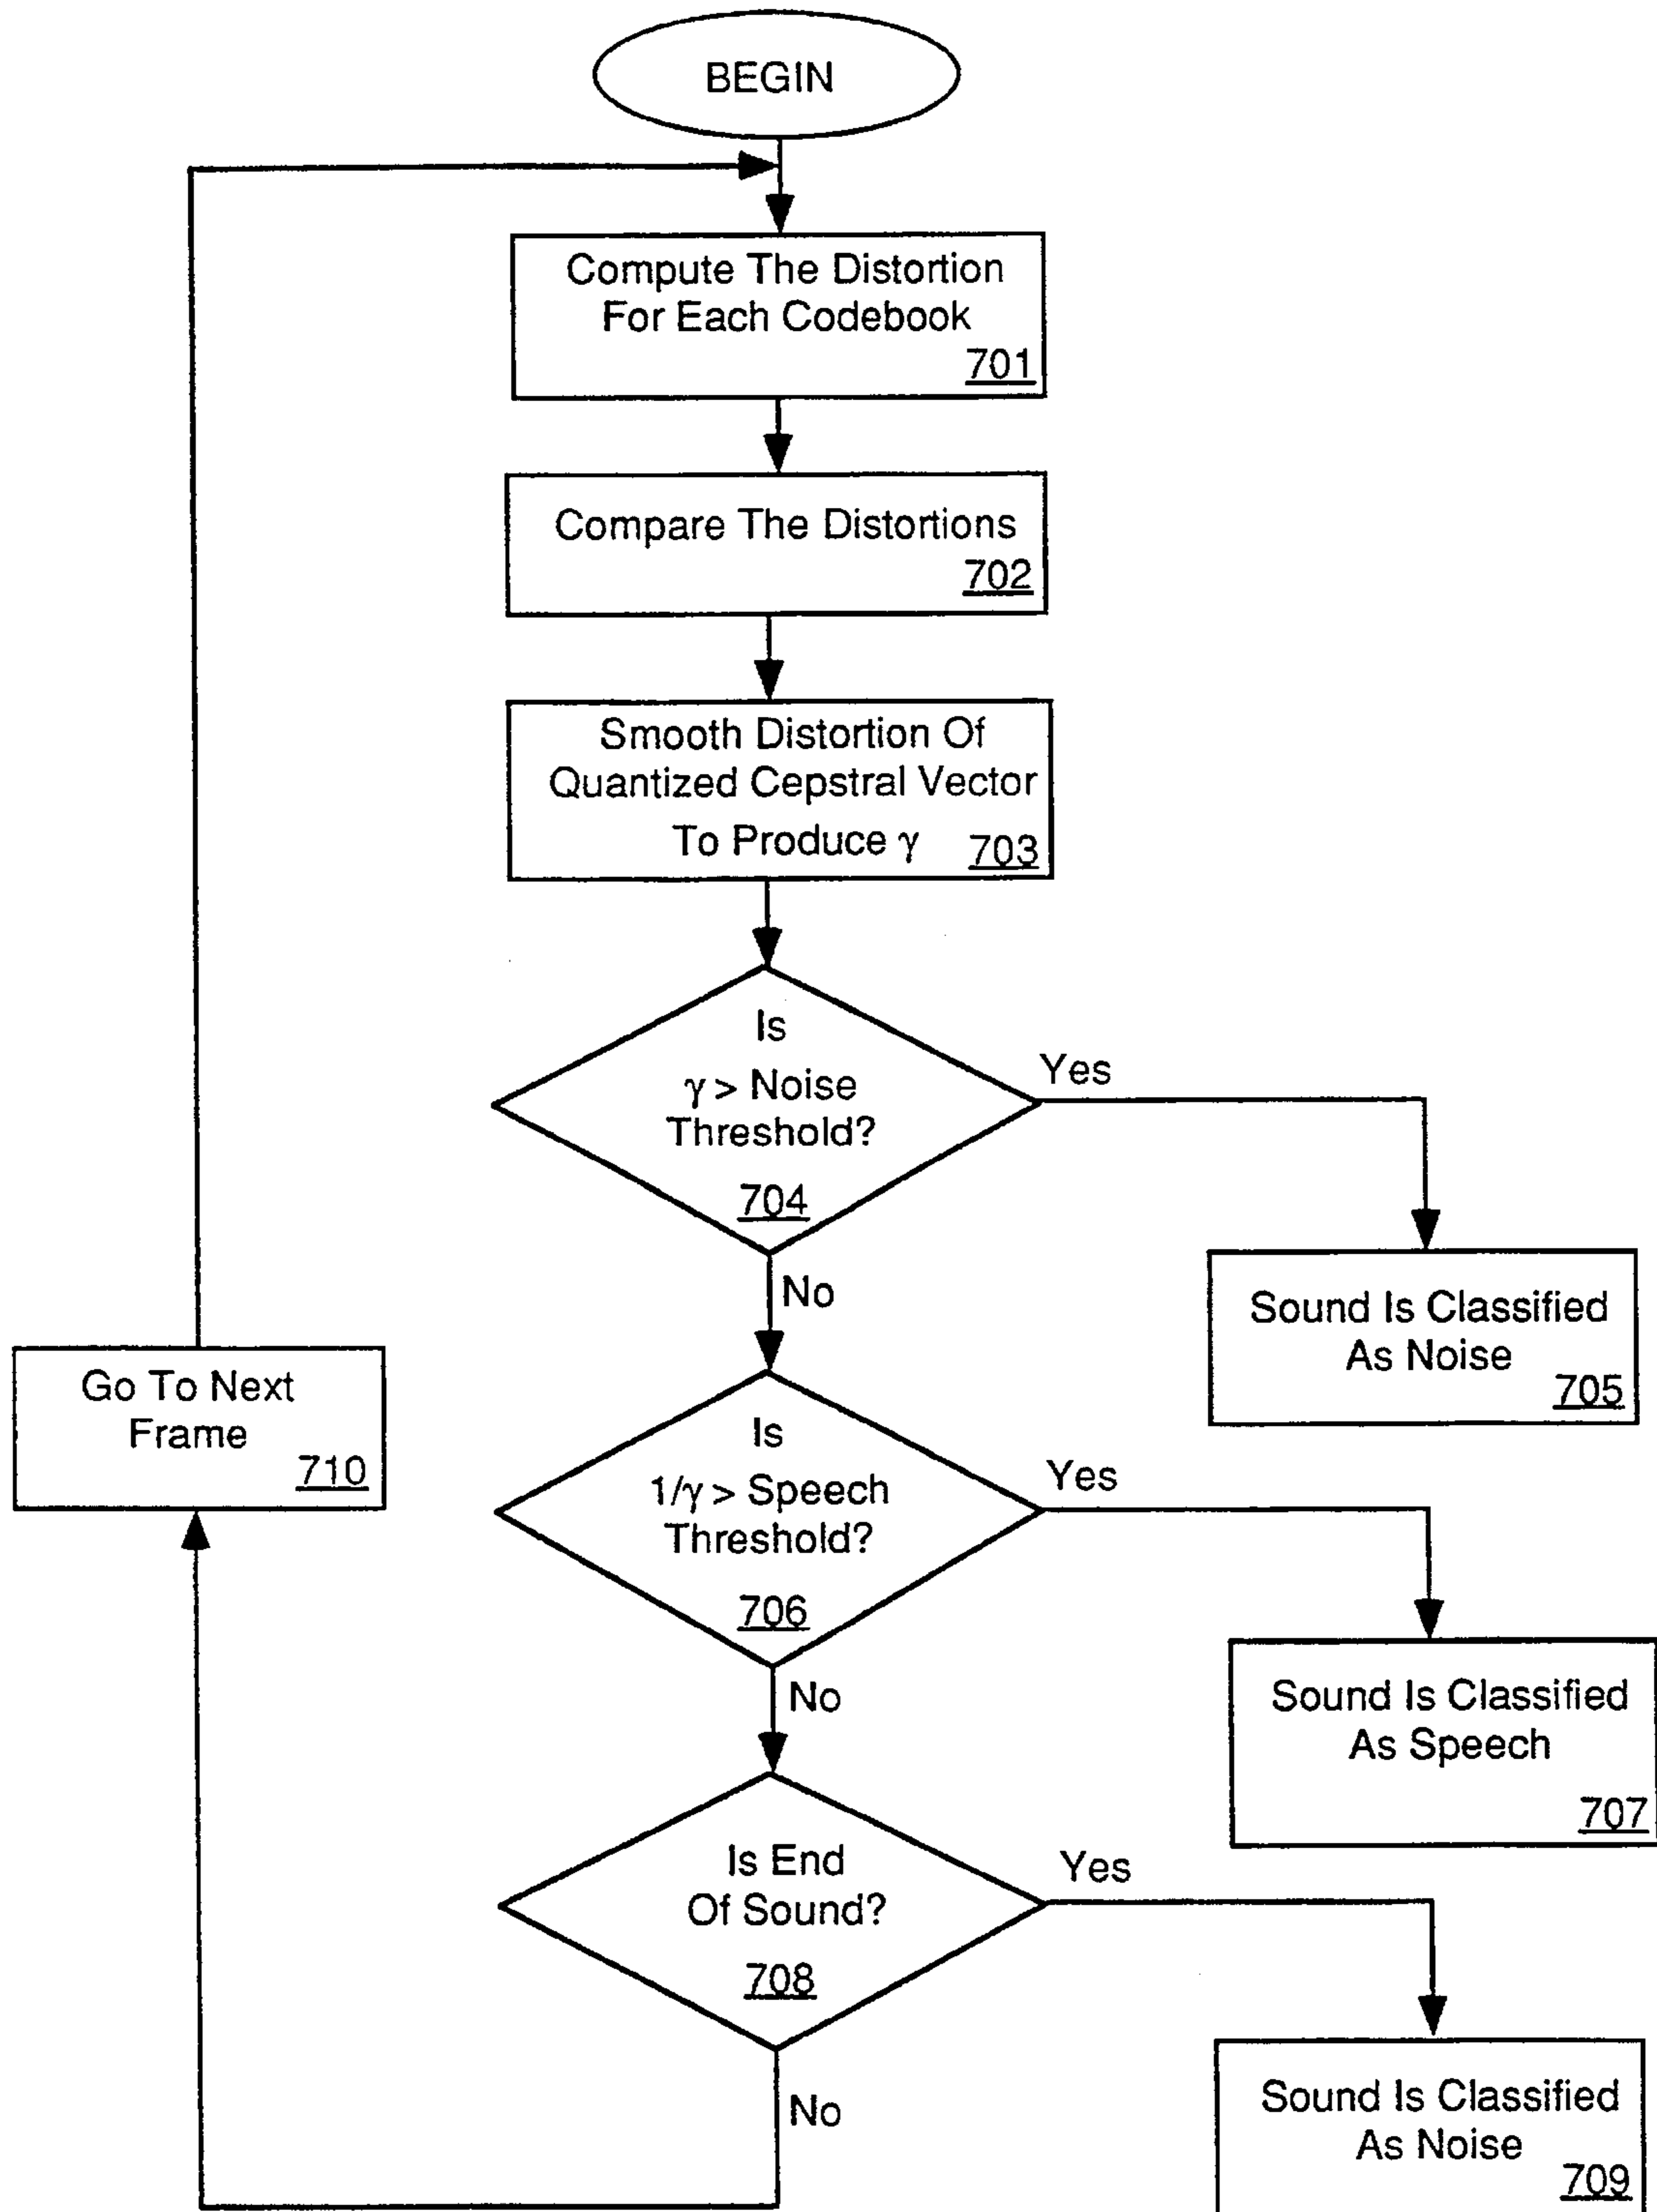 BEGIN
Compute The Distortion
For Each Codebook
701
Compare The Distortions
702
Smooth Distortion Of
Quantized Cepstral Vector
To Produce γ 703
Is
γ > Noise
Threshold?
704
Yes
No
Sound Is Classified
As Noise
705
Go To Next
Frame
710
Is
1/γ > Speech
Threshold?
706
Yes
No
Sound Is Classified
As Speech
707
Is End
Of Sound?
708
Yes
No
Sound Is Classified
As Noise
709